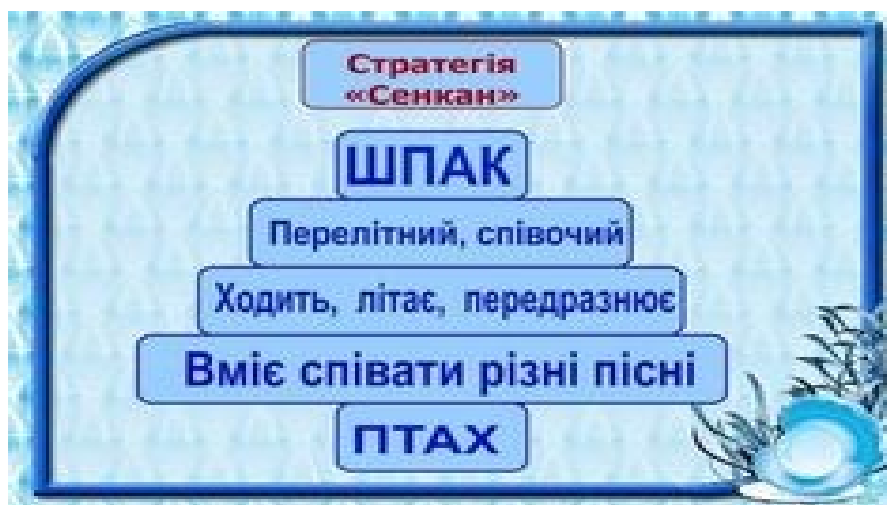 Стратегія
«Сенкан»
ШПАК
Перелітний, співочий
Ходить, літає, передразнює
Вміє співати різні пісні
ПТАХ